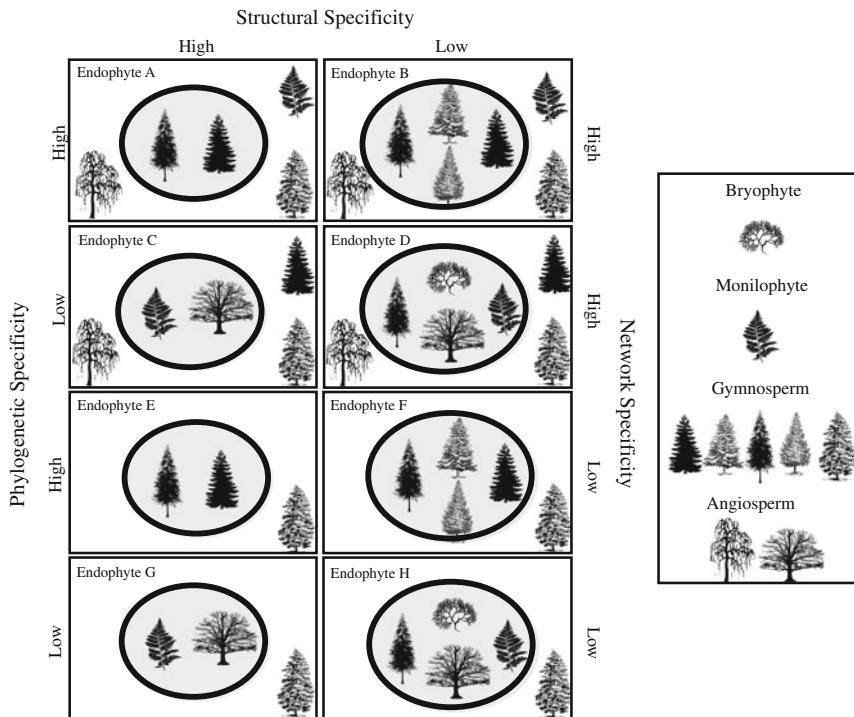 Structural Specificity
High
Low
Endophyte A
Endophyte B
High
High
Endophyte C
Endophyte D
Low
High
Endophyte E
Endophyte F
High
Low
Endophyte G
Endophyte H
Low
Low
Phylogenetic Specificity
Network Specificity
Bryophyte
Monilophyte
Gymnosperm
Angiosperm